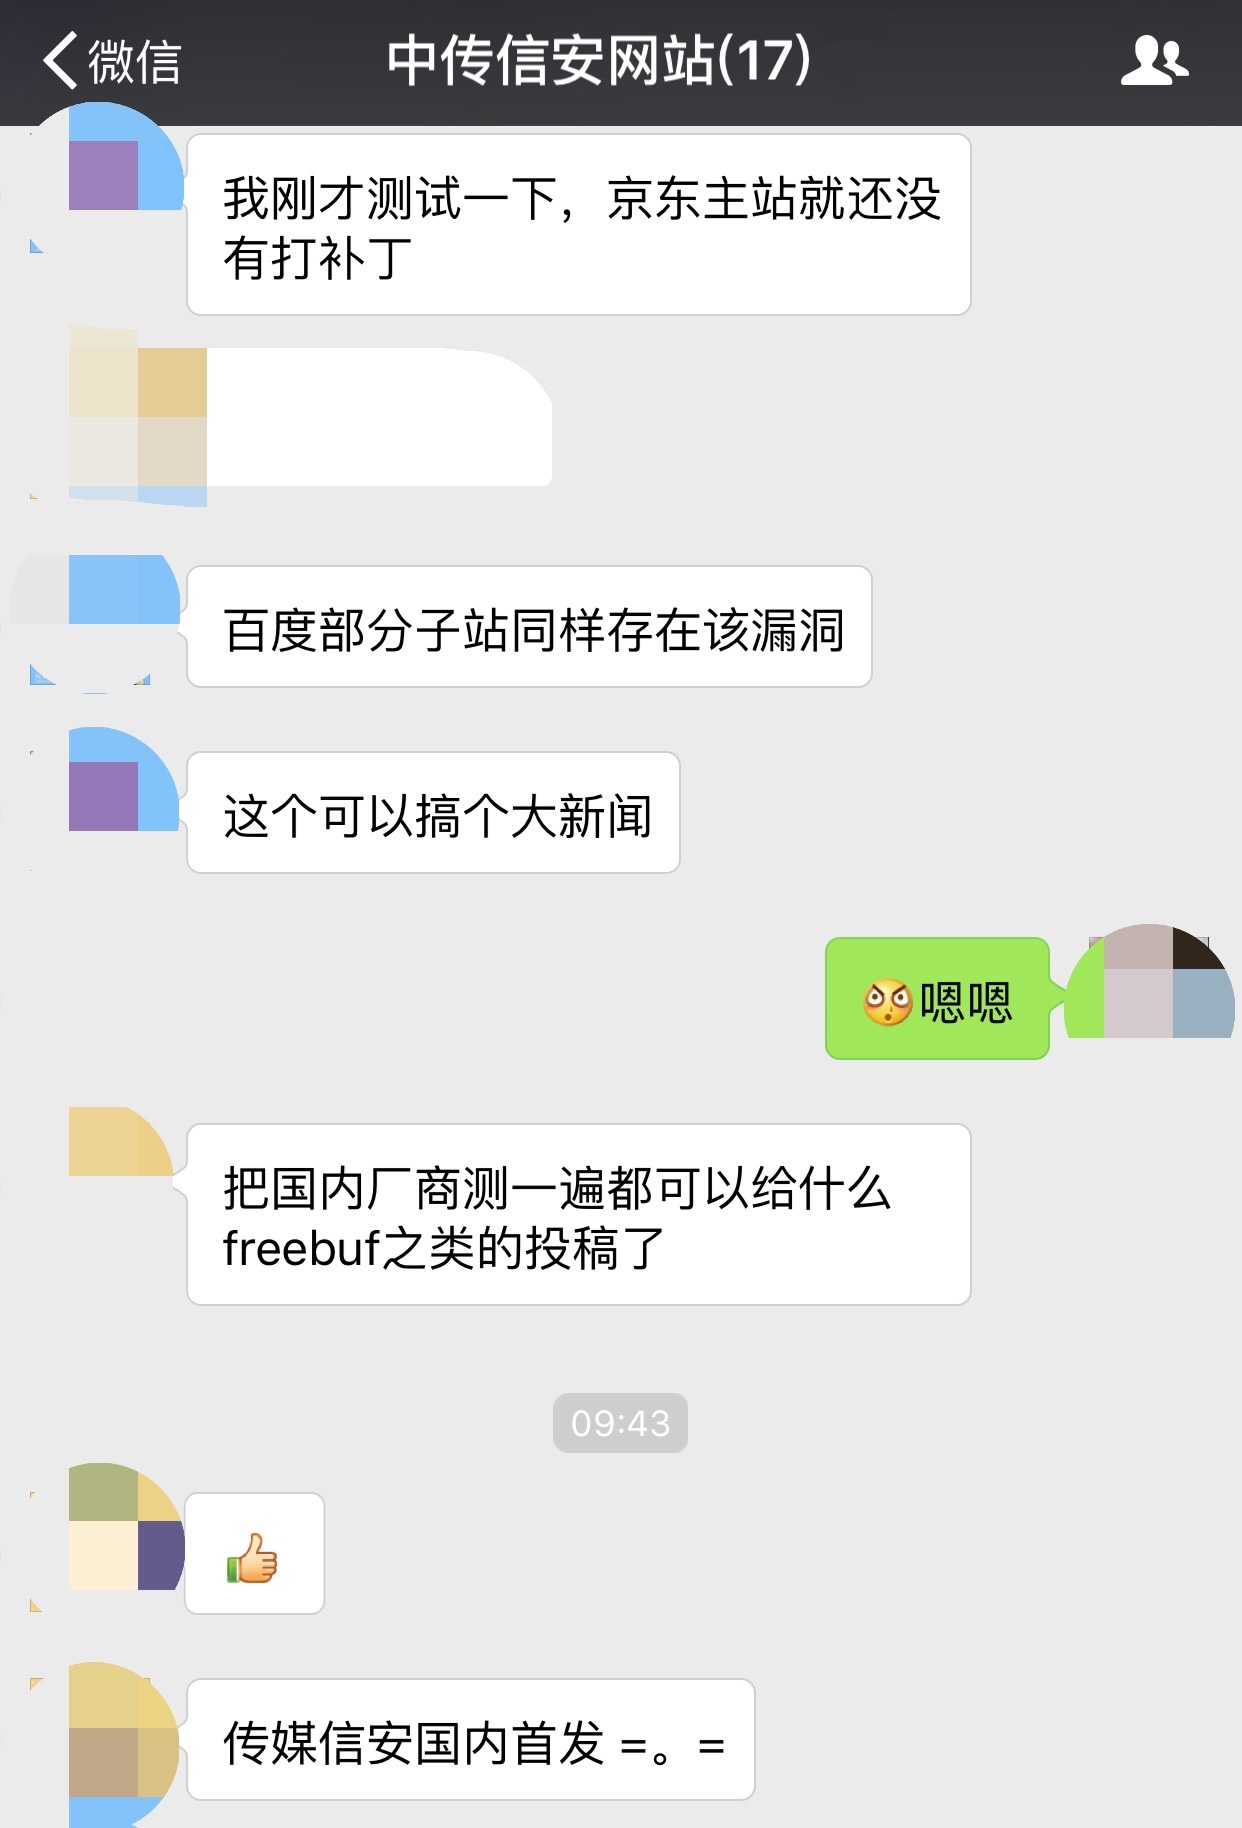 微信
中传信安网站(17)
我刚才测试一下，京东主站就还没
有打补丁
百度部分子站同样存在该漏洞
这个可以搞个大新闻
嗯嗯
把国内厂商测一遍都可以给什么
freebuf之类的投稿了
09:43
传媒信安国内首发 =。=